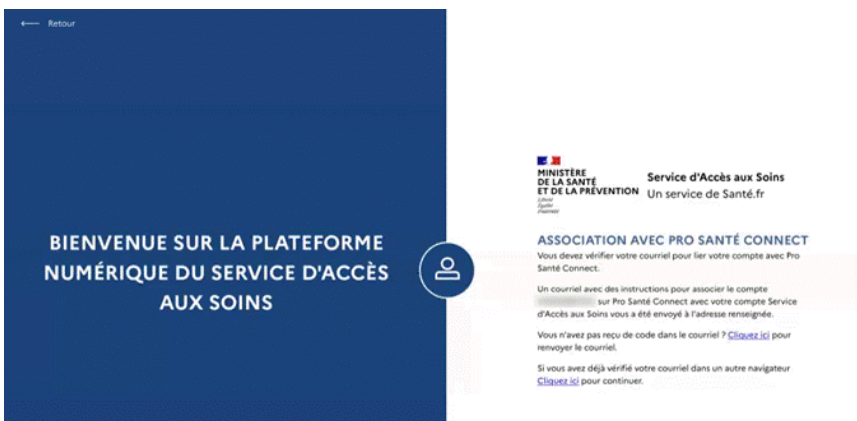 ← Retour
BIENVENUE SUR LA PLATEFORME
NUMÉRIQUE DU SERVICE D'ACCÈS
AUX SOINS
MINISTÈRE
DE LA SANTÉ
ET DE LA PRÉVENTION
Liberté
Égalité
Fraternité
Service d'Accès aux Soins
Un service de Santé.fr
ASSOCIATION AVEC PRO SANTÉ CONNECT
Vous devez vérifier votre courriel pour lier votre compte avec Pro
Santé Connect.
Un courriel avec des instructions pour associer le compte
sur Pro Santé Connect avec votre compte Service
d'Accès aux Soins vous a été envoyé à l'adresse renseignée.
Vous n'avez pas reçu de code dans le courriel ? Cliquez ici pour
renvoyer le courriel.
Si vous avez déjà vérifié votre courriel dans un autre navigateur
Cliquez ici pour continuer.